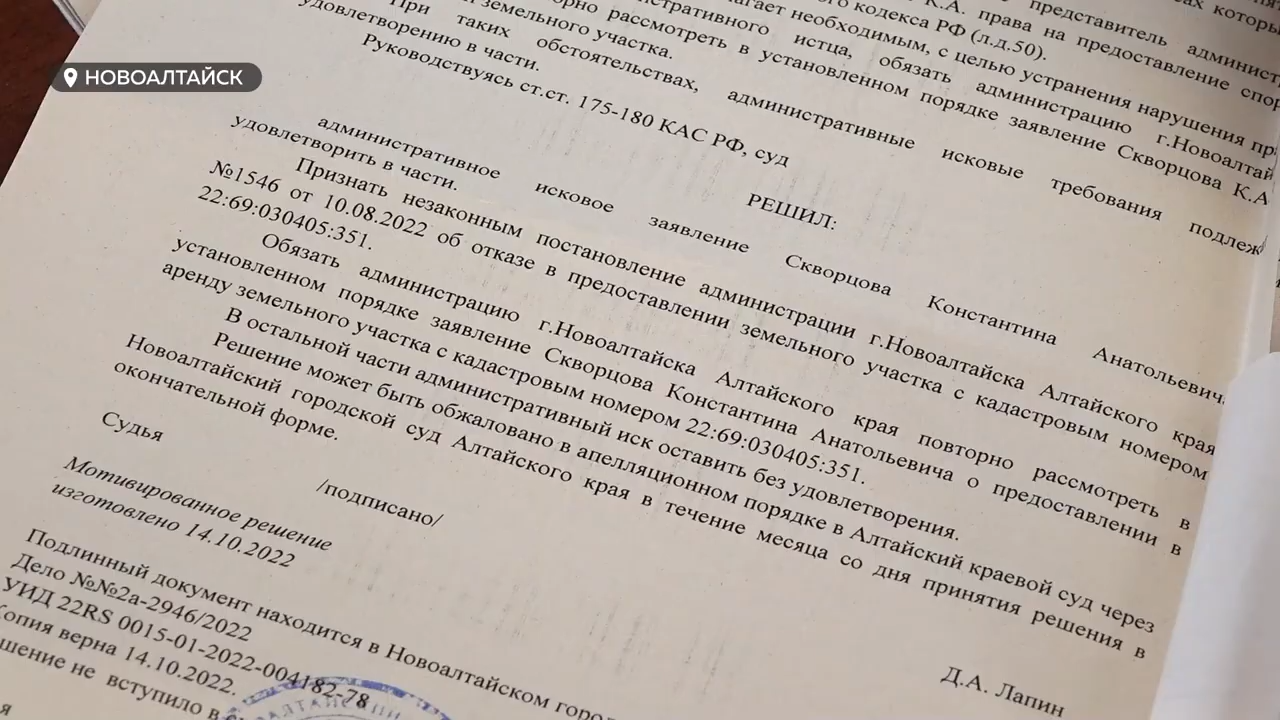 НОВОАЛТАЙСК
представитель админист
К.А. права на предоставление спор
кодекса РФ (л.д.50).
агает необходимым, с целью устранения нарушения пр
административного истца, обязать администрацию г.Новоалтай
рассмотреть в установленном порядке заявление Скворцова К.А
земельного участка.
При таких обстоятельствах, административные исковые требования подлеж
удовлетворению в части.
Руководствуясь ст.ст. 175-180 КАС РФ, суд
РЕШИЛ:
административное исковое заявление Скворцова Константина Анатольевича
удовлетворить в части.
Признать незаконным постановление администрации г.Новоалтайска Алтайского края
№1546 от 10.08.2022 об отказе в предоставлении земельного участка с кадастровым номером
22:69:030405:351.
Обязать администрацию г.Новоалтайска Алтайского края повторно рассмотреть в
установленном порядке заявление Скворцова Константина Анатольевича о предоставлении в
аренду земельного участка с кадастровым номером 22:69:030405:351.
В остальной части административный иск оставить без удовлетворения.
Решение может быть обжаловано в апелляционном порядке в Алтайский краевой суд через
Новоалтайский городской суд Алтайского края в течение месяца со дня принятия решения в
окончательной форме.
Судья /подписано/ Д.А. Лапин
Мотивированное решение
изготовлено 14.10.2022
Подлинный документ находится в Новоалтайском горо
Дело №№2а-2946/2022
УИД 22RS 0015-01-2022-004182-78
Копия верна 14.10.2022.
шение не вступило в